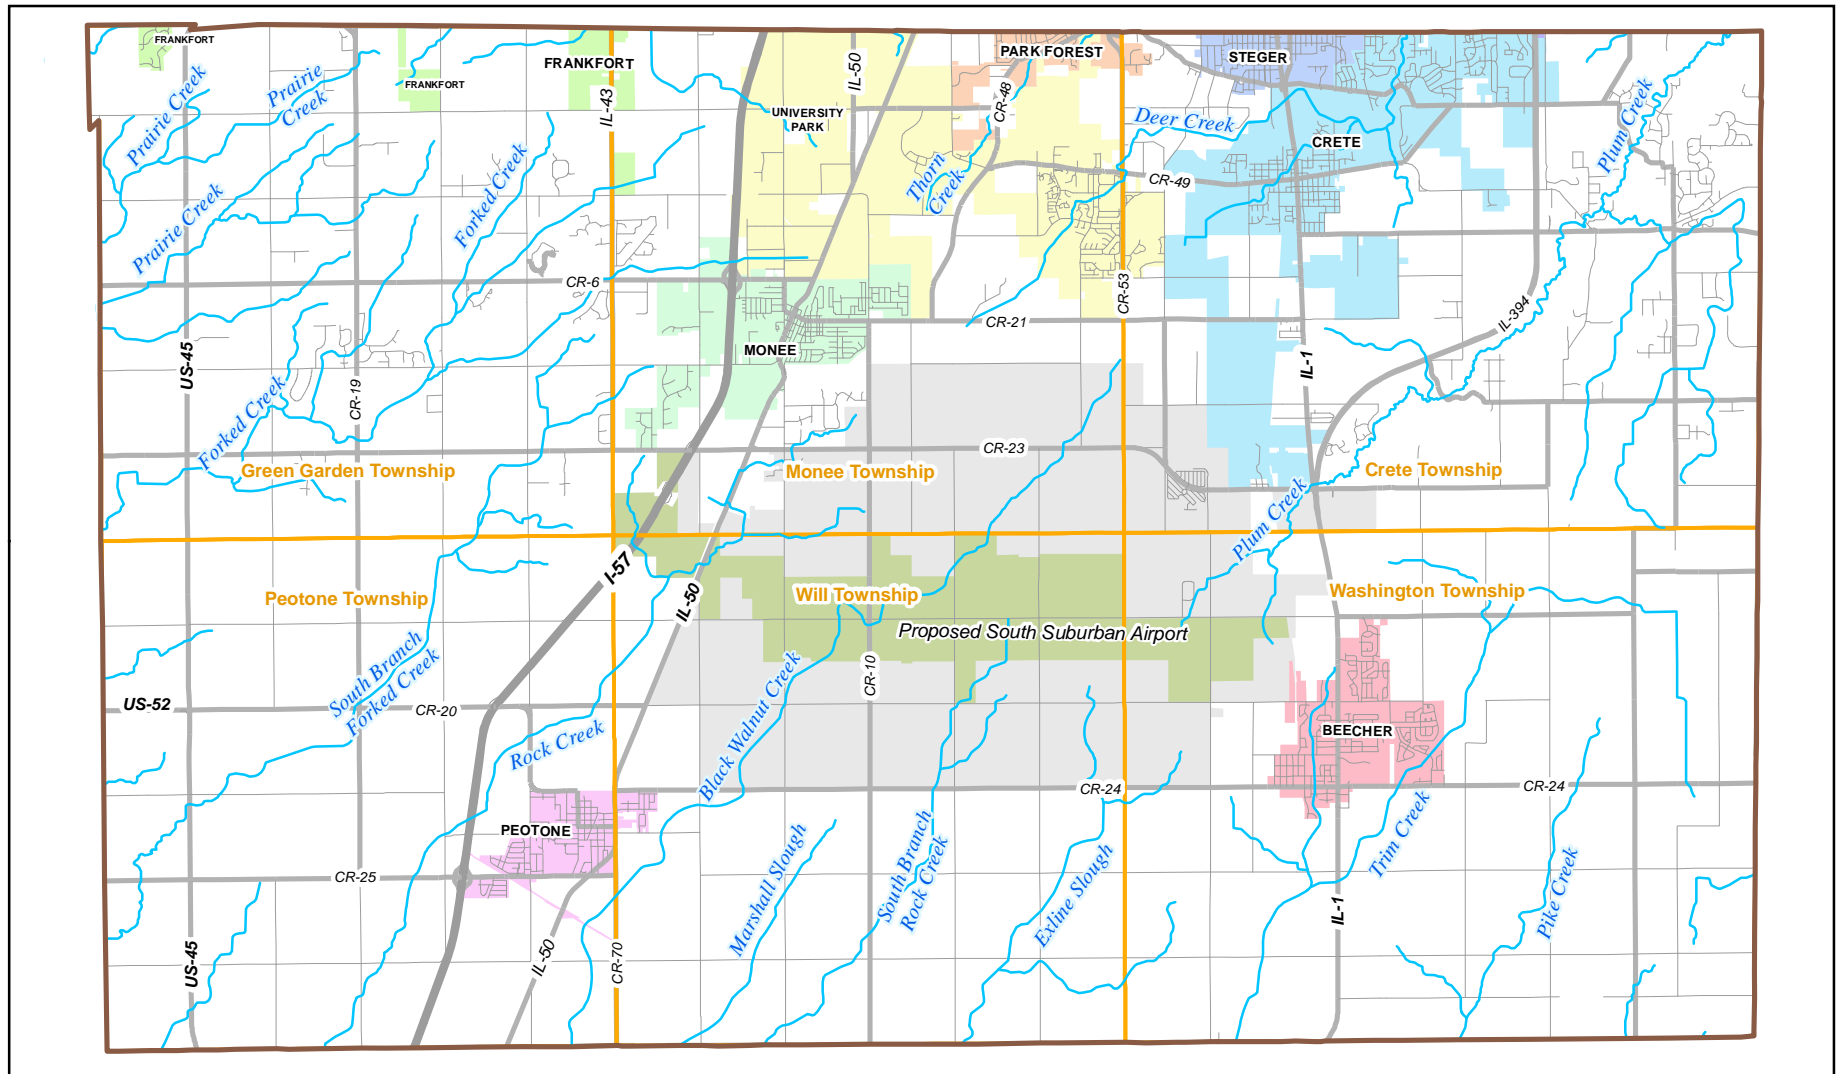 FRANKFORT
FRANKFORT
FRANKFORT
IL-43
IL-50
PARK FOREST
STEGER
UNIVERSITY
PARK
CR-48
Deer Creek
CRETE
Plum Creek
Prairie Creek
Prairie
Creek
Prairie Creek
Forked Creek
Thorn
Creek
CR-49
CR-6
CR-53
CR-21
IL-394
US-45
CR-19
MONEE
IL-1
Forked Creek
CR-23
Green Garden Township
Monee Township
Crete Township
Plum Creek
I-57
IL-50
Peotone Township
Will Township
Washington Township
Proposed South Suburban Airport
South Branch
Forked Creek
CR-10
US-52
CR-20
Rock Creek
Black Walnut Creek
BEECHER
CR-24
CR-24
PEOTONE
Marshall Slough
South Branch
Rock Creek
Exline Slough
Trim Creek
Pike Creek
CR-25
US-45
IL-50
CR-70
IL-1